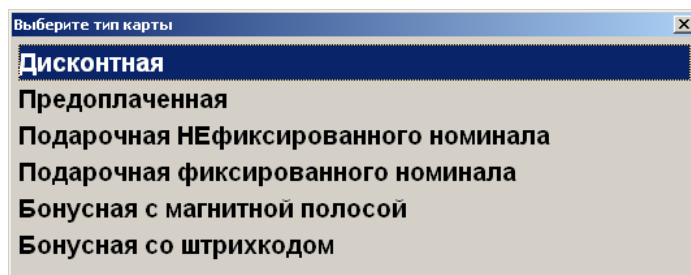 Выберите тип карты
Дисконтная
Предоплаченная
Подарочная НЕфиксированного номинала
Подарочная фиксированного номинала
Бонусная с магнитной полосой
Бонусная со штрихкодом